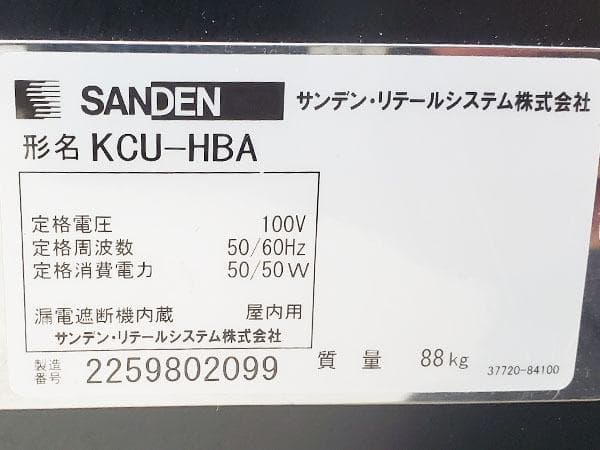 SANDEN サンデン・リテールシステム株式会社
形名 KCU-HBA
定格電圧 100V
定格周波数 50/60Hz
定格消費電力 50/50W
漏電遮断機内蔵 屋内用
サンデン・リテールシステム株式会社
製造番号 2259802099 質量 88kg 37720-84100